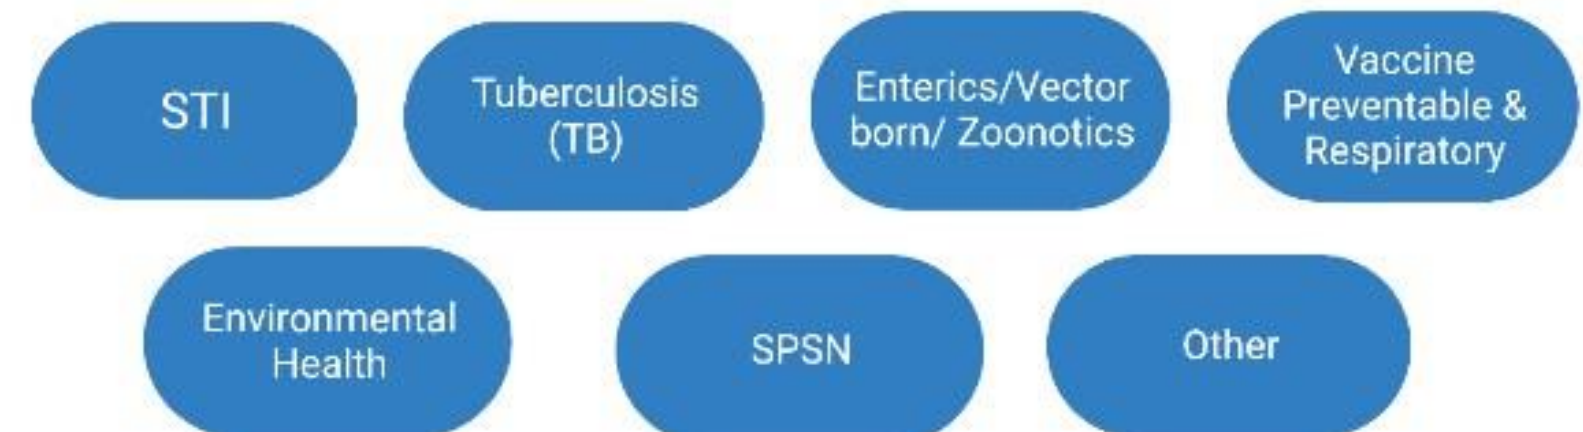 STI
Tuberculosis
(TB)
Enterics/Vector
born/ Zoonotics
Vaccine
Preventable &
Respiratory
Environmental
Health
SPSN
Other